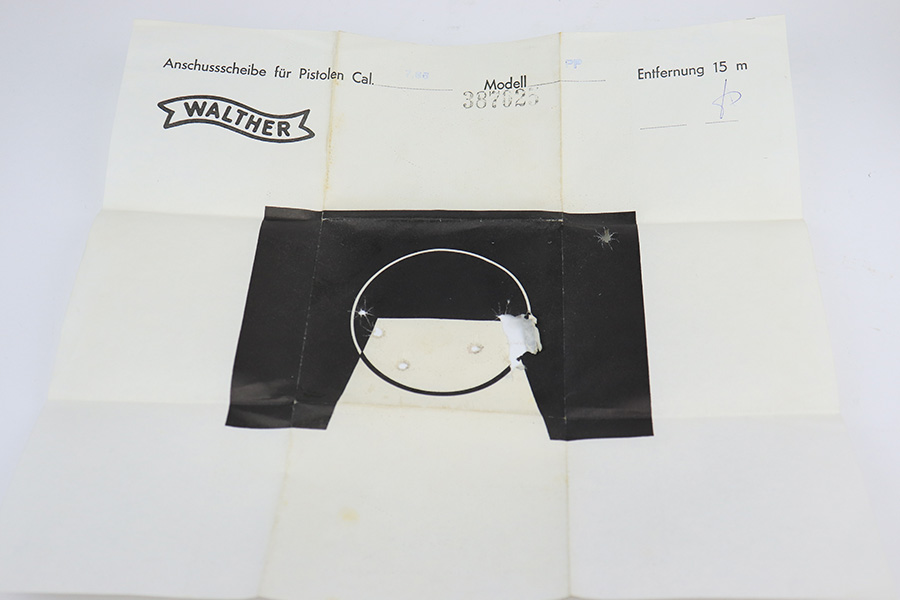 Anschussscheibe für Pistolen Cal. Modell Entfernung 15 m
WALTHER
387025